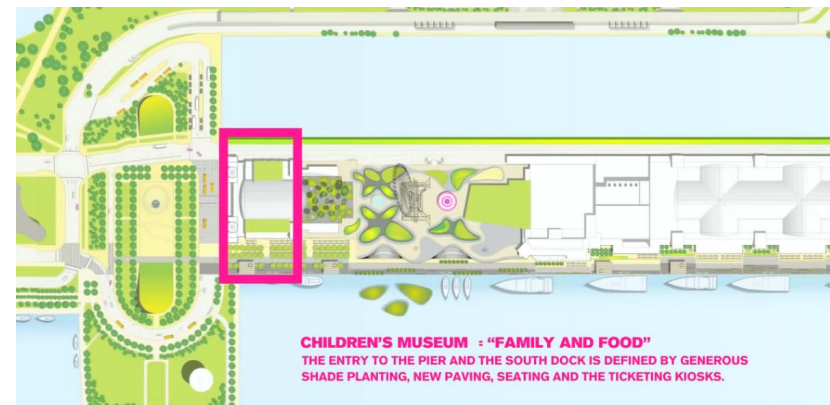 CHILDREN'S MUSEUM : “FAMILY AND FOOD”
THE ENTRY TO THE PIER AND THE SOUTH DOCK IS DEFINED BY GENEROUS
SHADE PLANTING, NEW PAVING, SEATING AND THE TICKETING KIOSKS.